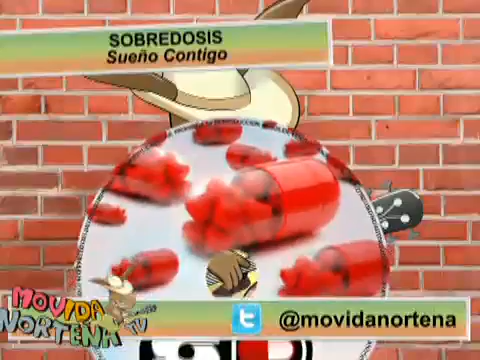 SOBREDOSIS
Sueño Contigo
MOVIDA
NORTEÑA
TV
@movidanortena